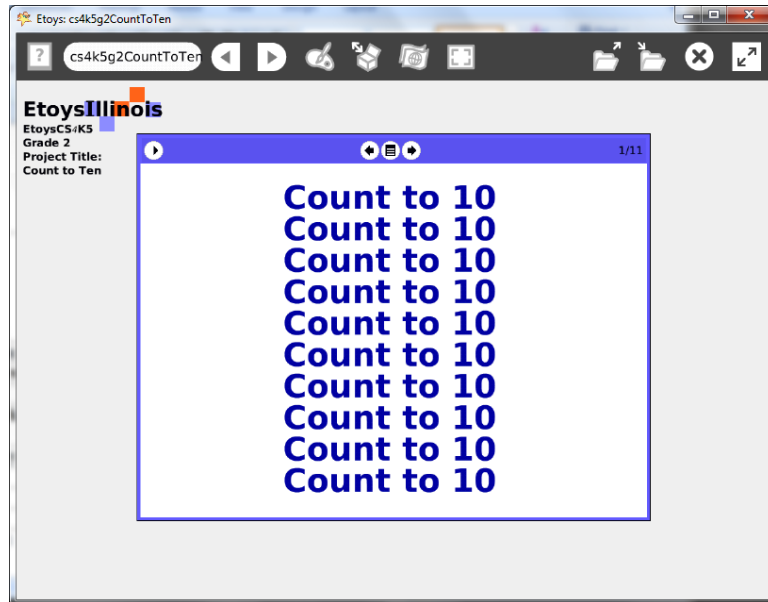 Etoys: cs4k5g2CountToTen
? cs4k5g2CountToTen
EtoysIllinois
EtoysCS4K5
Grade 2
Project Title:
Count to Ten
1/11
Count to 10
Count to 10
Count to 10
Count to 10
Count to 10
Count to 10
Count to 10
Count to 10
Count to 10
Count to 10